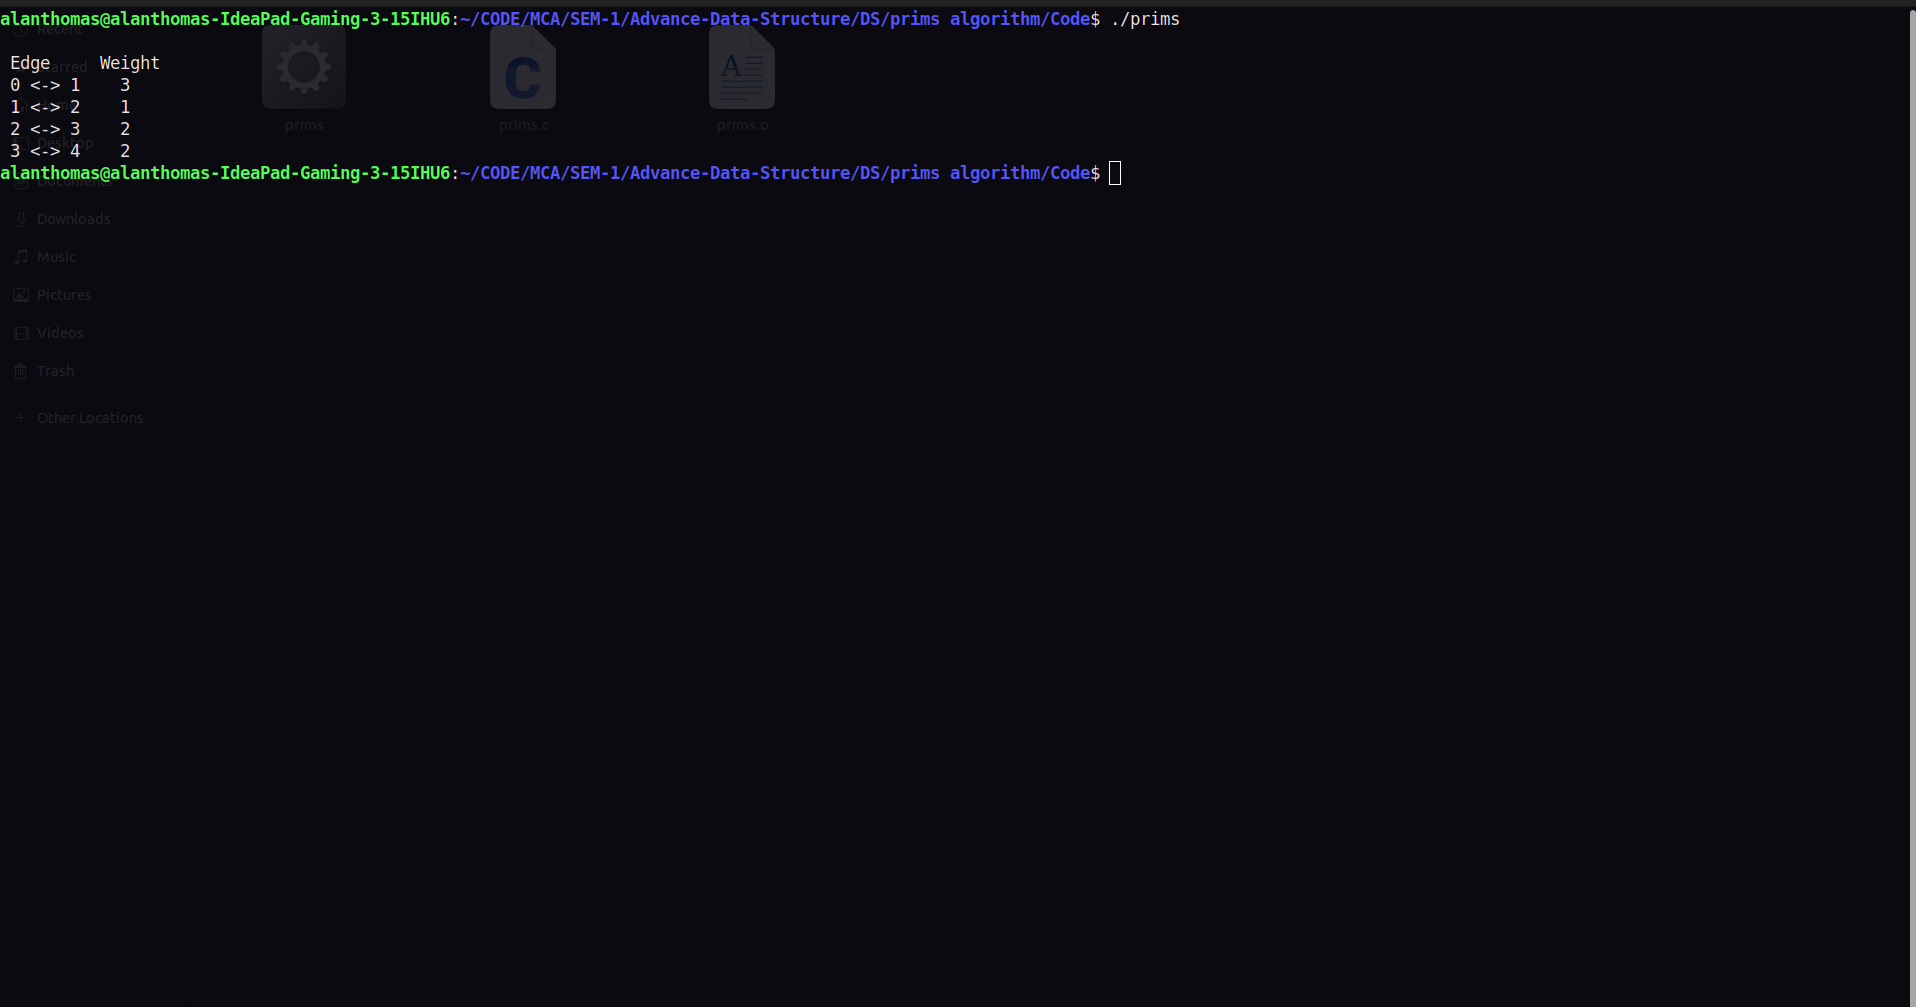 alanthomas@alanthomas-IdeaPad-Gaming-3-15IHU6:~/CODE/MCA/SEM-1/Advance-Data-Structure/DS/prims algorithm/Code$ ./prims
Recent
Edge Weight
Starred
0 <-> 1 3
1 <-> 2 1
prims prims.c prims.o
2 <-> 3 2
Desktop
3 <-> 4 2
alanthomas@alanthomas-IdeaPad-Gaming-3-15IHU6:~/CODE/MCA/SEM-1/Advance-Data-Structure/DS/prims algorithm/Code$
Documents
Downloads
Music
Pictures
Videos
Trash
Other Locations